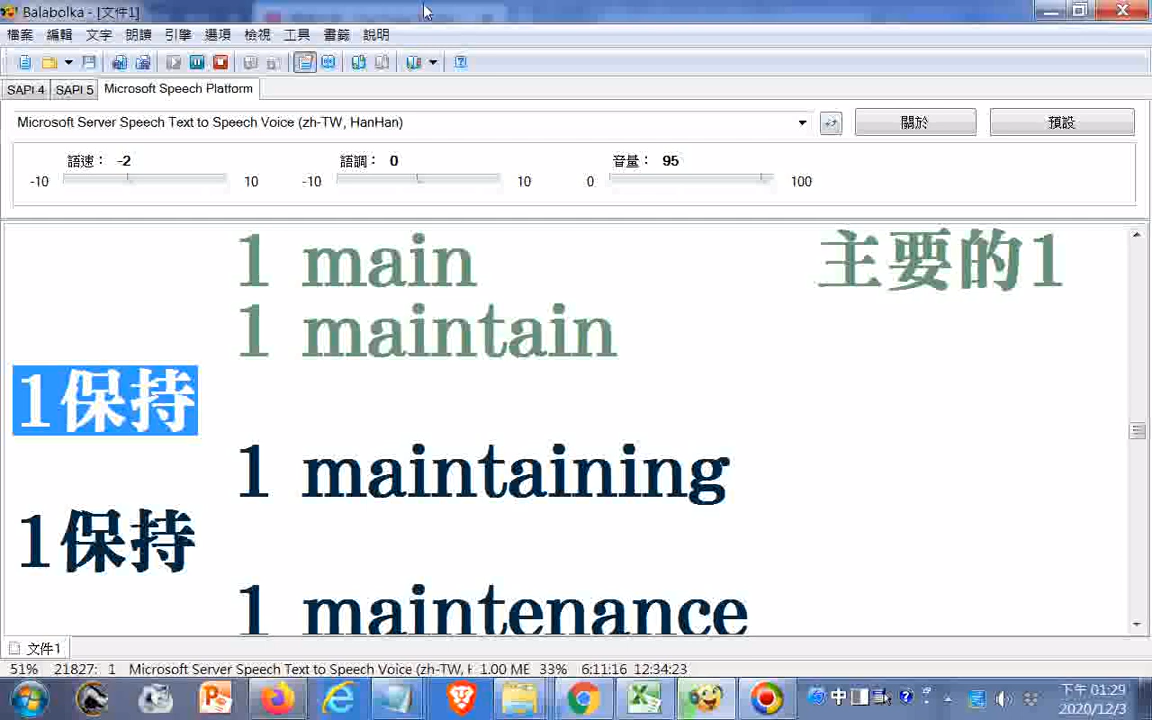 Balabolka - [文件1]
檔案 編輯 文字 朗讀 引擎 選項 檢視 工具 書籤 說明
SAPI 4 SAPI 5 Microsoft Speech Platform
Microsoft Server Speech Text to Speech Voice (zh-TW, HanHan) 關於 預設
語速： -2 語調： 0 音量： 95
-10 10 -10 10 0 100
1 main 主要的1
1 maintain
1保持
1 maintaining
1保持
1 maintenance
文件1
51% 21827: 1 Microsoft Server Speech Text to Speech Voice (zh-TW, H 1.00 ME 33% 6:11:16 12:34:23
中 下午 01:29
2020/12/3